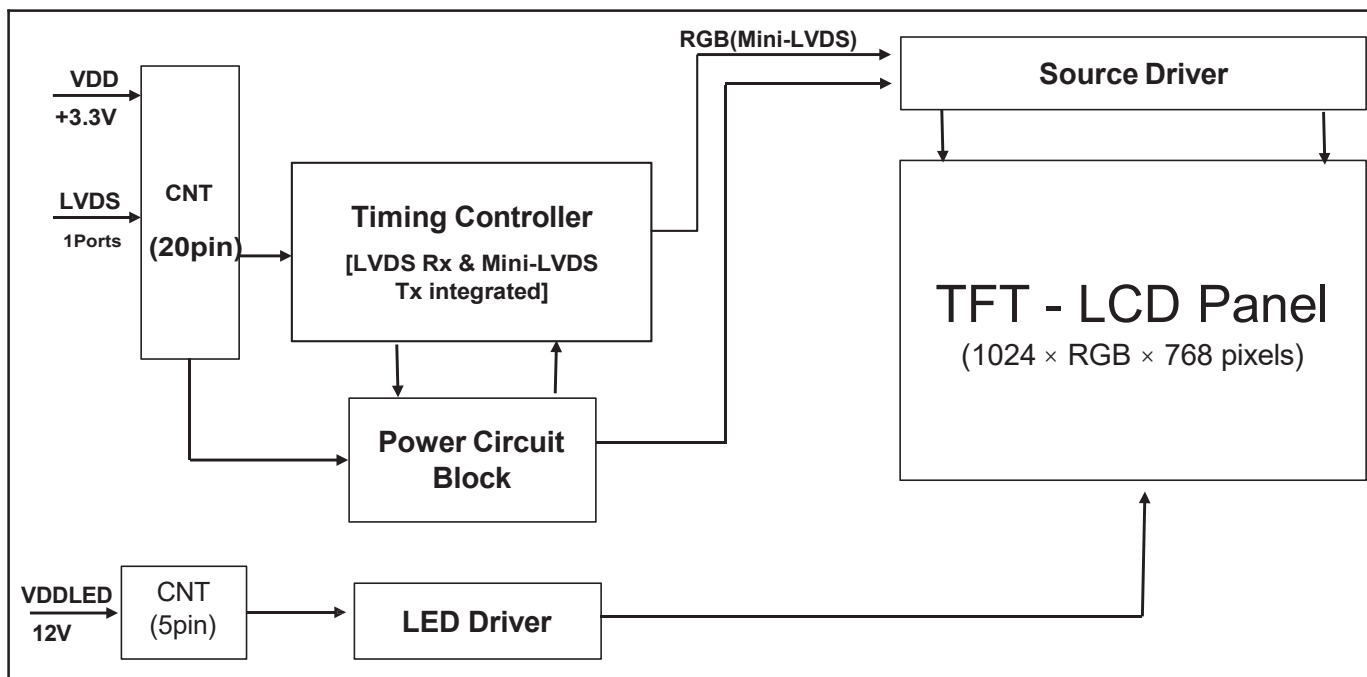 RGB(Mini-LVDS)
Source Driver
VDD
+3.3V
CNT
(20pin)
LVDS
1Ports
Timing Controller
[LVDS Rx & Mini-LVDS
Tx integrated]
TFT - LCD Panel
(1024 × RGB × 768 pixels)
Power Circuit
Block
VDDLED
12V
CNT
(5pin)
LED Driver